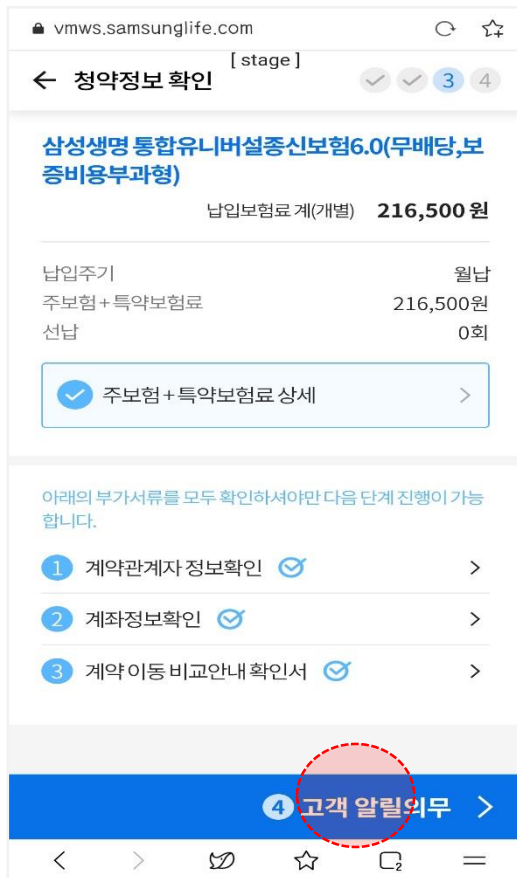 vmws.samsunglife.com
[ stage ]
청약정보 확인
3 4
삼성생명 통합유니버설종신보험6.0(무배당,보
증비용부과형)
납입보험료 계(개별) 216,500 원
납입주기 월납
주보험+특약보험료 216,500원
선납 0회
주보험+특약보험료 상세
아래의 부가서류를 모두 확인하셔야만 다음 단계 진행이 가능
합니다.
1 계약관계자 정보확인
2 계좌정보확인
3 계약 이동 비교안내 확인서
4 고객 알릴의무
2